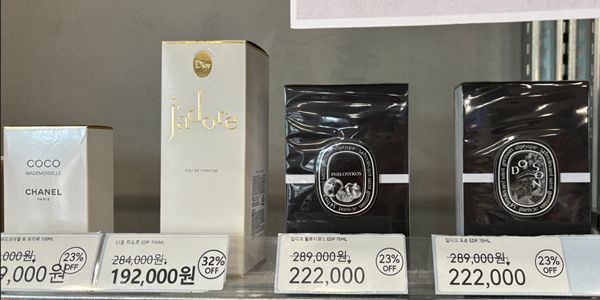 COCO
MADEMOISELLE
CHANEL
PARIS
Dior
j'adore
EAU DE PARFUM
diptyque
PHILOSYKOS
DO SON
,000원
9,000원
23%
OFF
디올 자도르 EDP 100ML
284,000원
192,000원
32%
OFF
딥티크 필로시코스 EDP 75ML
289,000원
222,000
23%
OFF
딥티크 도손 EDP 75ML
289,000원
222,000
23%
OFF